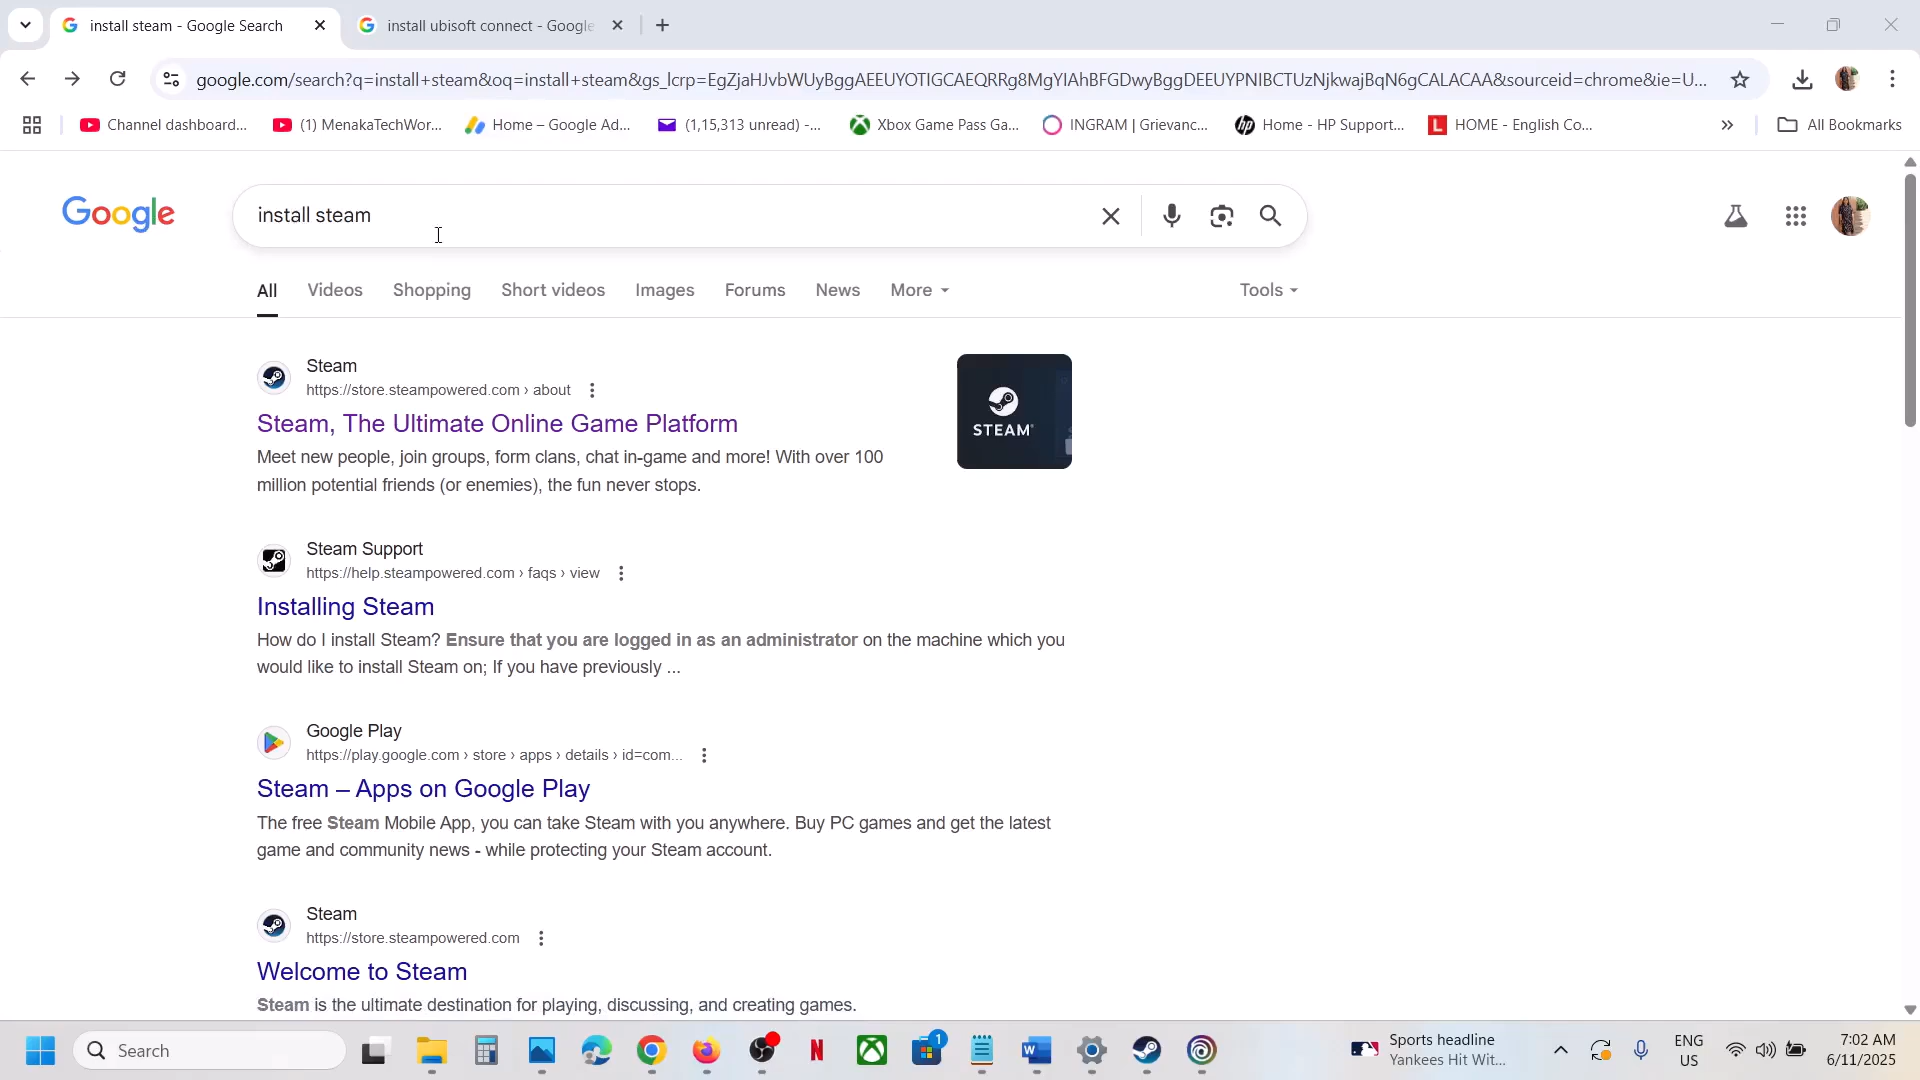 install steam - Google Search
install ubisoft connect - Google
google.com/search?q=install+steam&oq=install+steam&gs_lcrp=EgZjaHJvbWUyBggAEEUYOTIGCAEQRRg8MgYIAhBFGDwyBggDEEUYPNIBCTUzNjkwajBqN6gCALACAA&sourceid=chrome&ie=U...
Channel dashboard...
(1) MenakaTechWor...
Home – Google Ad...
(1,15,313 unread) -...
Xbox Game Pass Ga...
INGRAM | Grievanc...
Home - HP Support...
HOME - English Co...
All Bookmarks
Google
install steam
All
Videos
Shopping
Short videos
Images
Forums
News
More
Tools
Steam
https://store.steampowered.com › about
Steam, The Ultimate Online Game Platform
Meet new people, join groups, form clans, chat in-game and more! With over 100
million potential friends (or enemies), the fun never stops.
STEAM
Steam Support
https://help.steampowered.com › faqs › view
Installing Steam
How do I install Steam? Ensure that you are logged in as an administrator on the machine which you
would like to install Steam on; If you have previously ...
Google Play
https://play.google.com › store › apps › details › id=com...
Steam – Apps on Google Play
The free Steam Mobile App, you can take Steam with you anywhere. Buy PC games and get the latest
game and community news - while protecting your Steam account.
Steam
https://store.steampowered.com
Welcome to Steam
Steam is the ultimate destination for playing, discussing, and creating games.
Search
1
Sports headline
Yankees Hit Wit...
ENG
US
7:02 AM
6/11/2025